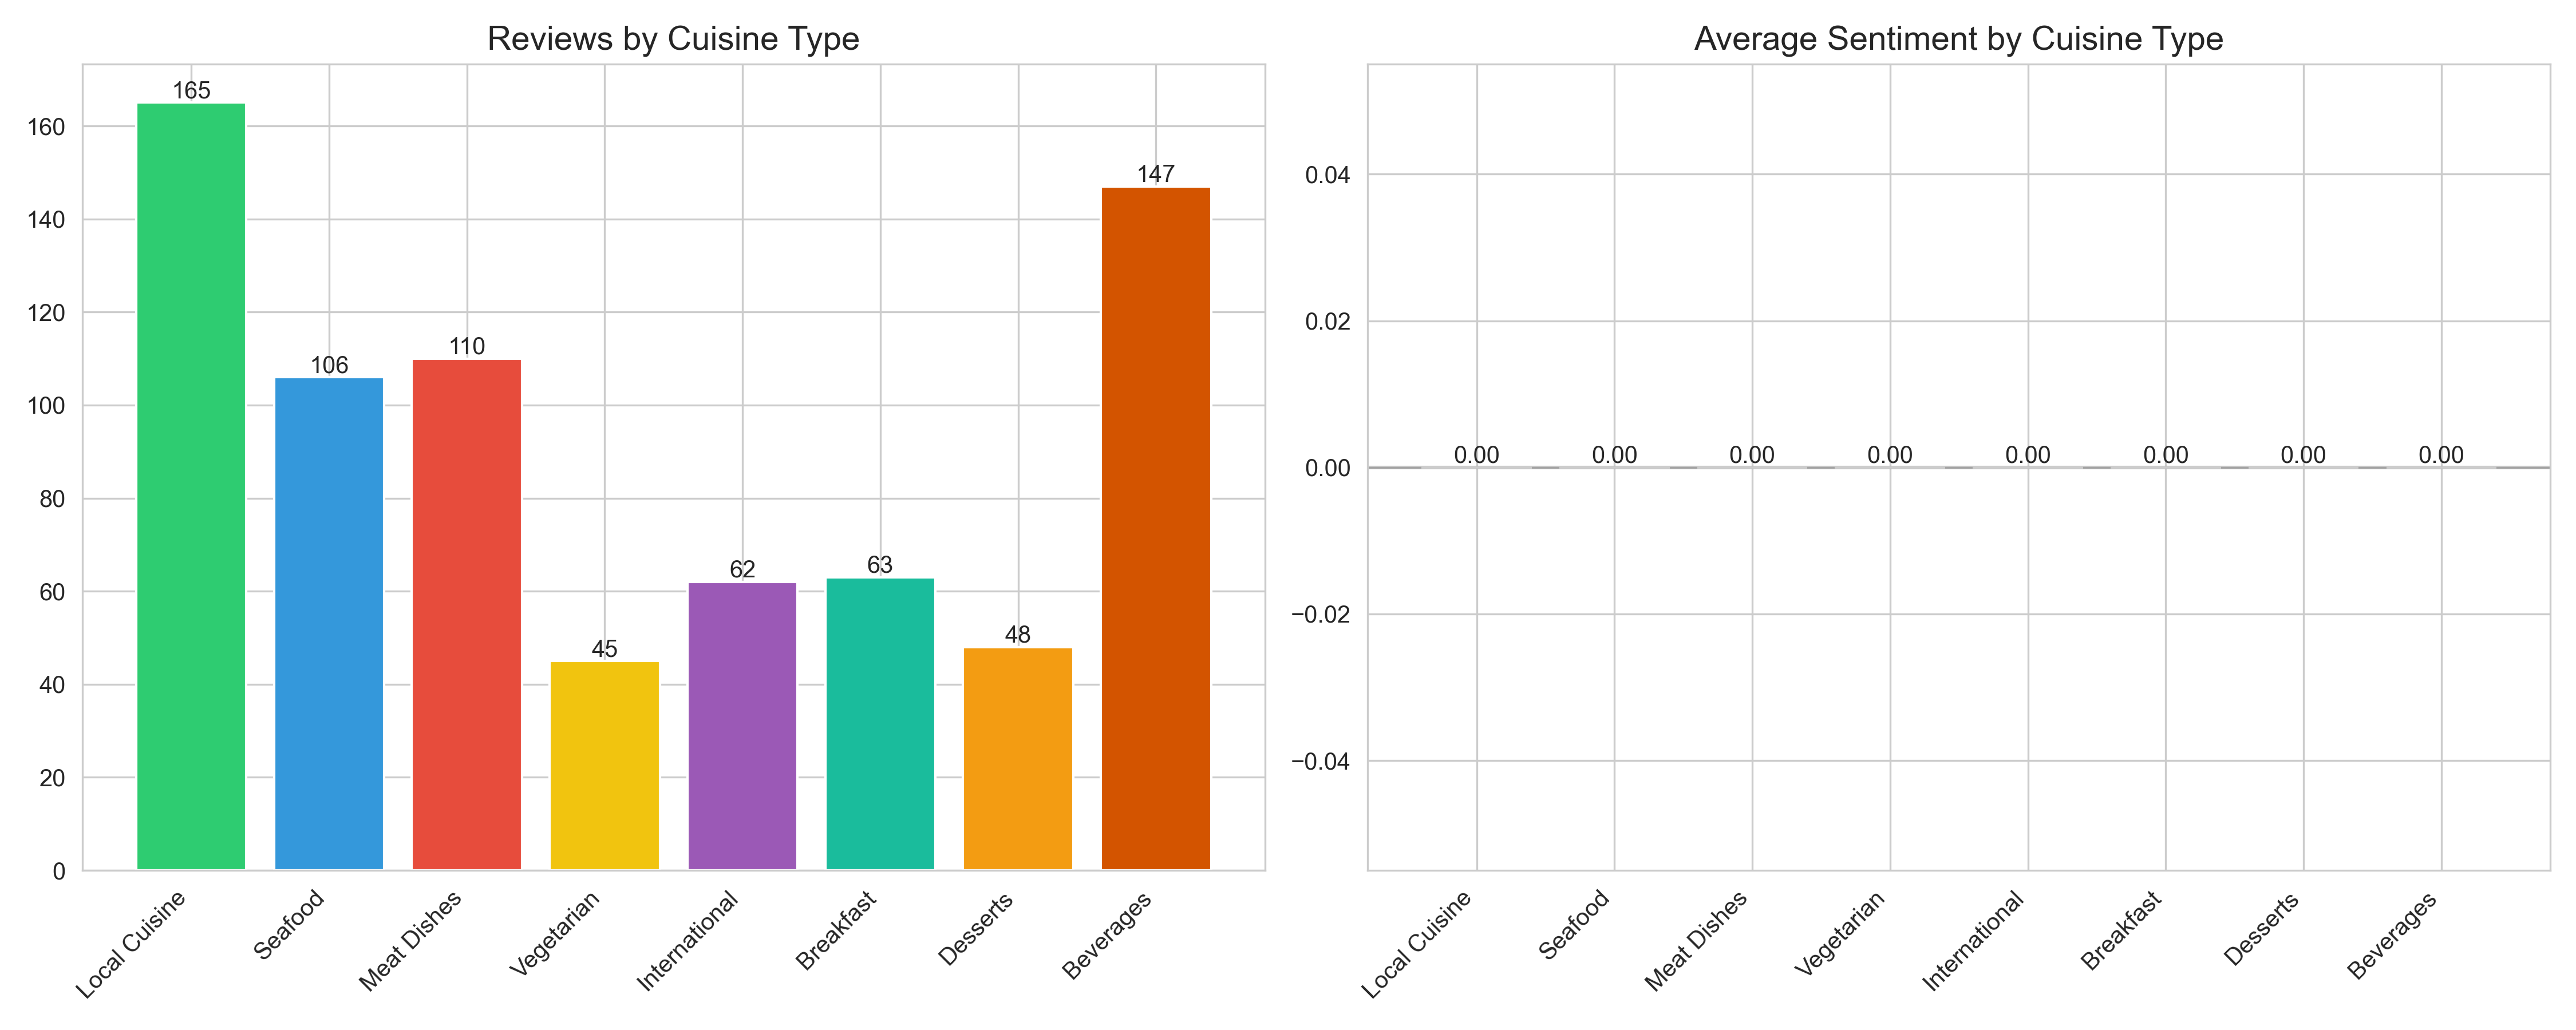 Reviews by Cuisine Type
160
140
120
100
80
60
40
20
0
165
106
110
45
62
63
48
147
Local Cuisine
Seafood
Meat Dishes
Vegetarian
International
Breakfast
Desserts
Beverages
Average Sentiment by Cuisine Type
0.04
0.02
0.00
−0.02
−0.04
0.00
0.00
0.00
0.00
0.00
0.00
0.00
0.00
Local Cuisine
Seafood
Meat Dishes
Vegetarian
International
Breakfast
Desserts
Beverages